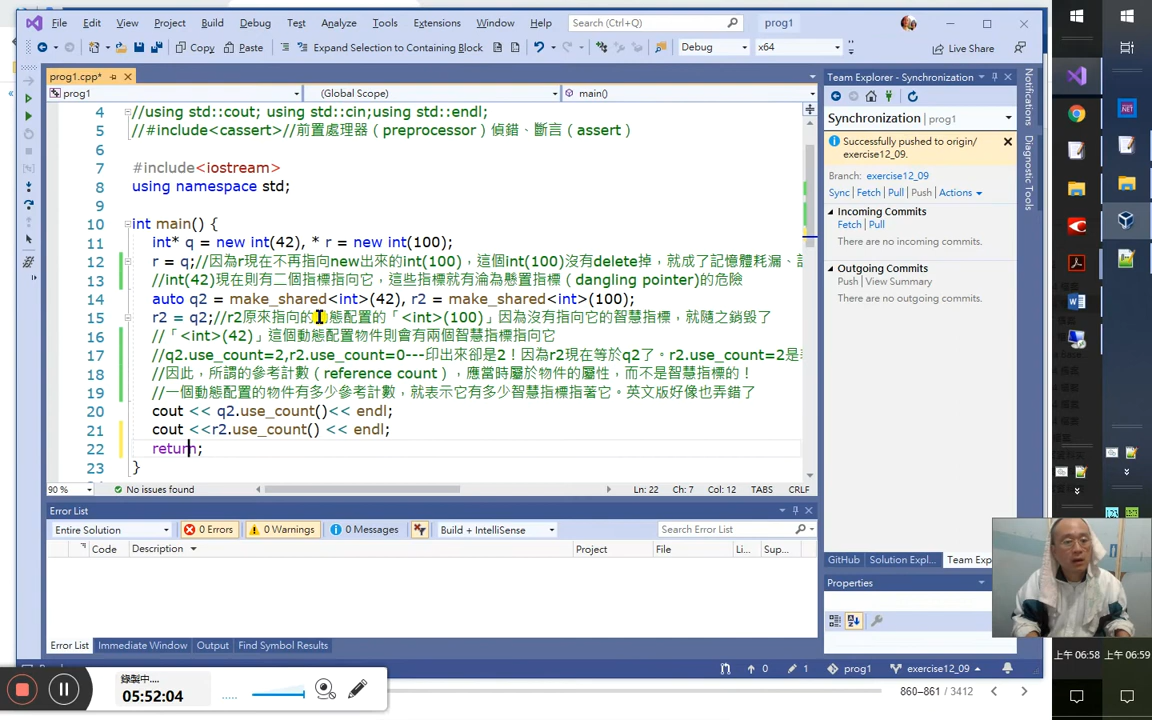 File Edit View Project Build Debug Test Analyze Tools Extensions Window Help Search (Ctrl+Q) prog1
Copy Paste Expand Selection to Containing Block Debug x64 Live Share
prog1.cpp*
prog1 (Global Scope) main()
4 //using std::cout; using std::cin;using std::endl;
5 //#include<cassert>//前置處理器（preprocessor）偵錯、斷言（assert）
6
7 #include<iostream>
8 using namespace std;
9
10 int main() {
11 int* q = new int(42), * r = new int(100);
12 r = q;//因為r現在不再指向new出來的int(100)，這個int(100)沒有delete掉，就成了記憶體耗漏、
13 //int(42)現在則有二個指標指向它，這些指標就有淪為懸置指標（dangling pointer)的危險
14 auto q2 = make_shared<int>(42), r2 = make_shared<int>(100);
15 r2 = q2;//r2原來指向的動態配置的「<int>(100)」因為沒有指向它的智慧指標，就隨之銷毀了
16 //「<int>(42)」這個動態配置物件則會有兩個智慧指標指向它
17 //q2.use_count=2,r2.use_count=0---印出來卻是2！因為r2現在等於q2了。r2.use_count=2是
18 //因此，所謂的參考計數（reference count），應當時屬於物件的屬性，而不是智慧指標的！
19 //一個動態配置的物件有多少參考計數，就表示它有多少智慧指標指著它。英文版好像也弄錯了
20 cout << q2.use_count()<< endl;
21 cout <<r2.use_count() << endl;
22 return;
23 }
90 % No issues found Ln: 22 Ch: 7 Col: 12 TABS CRLF
Error List
Entire Solution 0 Errors 0 Warnings 0 Messages Build + IntelliSense Search Error List
Code Description Project File Li... Sup...
Error List Immediate Window Output Find Symbol Results
Team Explorer - Synchronization
Synchronization | prog1
Successfully pushed to origin/
exercise12_09.
Branch: exercise12_09
Sync Fetch Pull Push Actions
Incoming Commits
Fetch Pull
There are no incoming commits.
Outgoing Commits
Push View Summary
There are no outgoing commits.
GitHub Solution Expl... Team Exp
Properties
Notifications
Diagnostic Tools
0 1 prog1 exercise12_09
錄製中...
05:52:04
860–861 / 3412
上午 06:58 上午 06:59